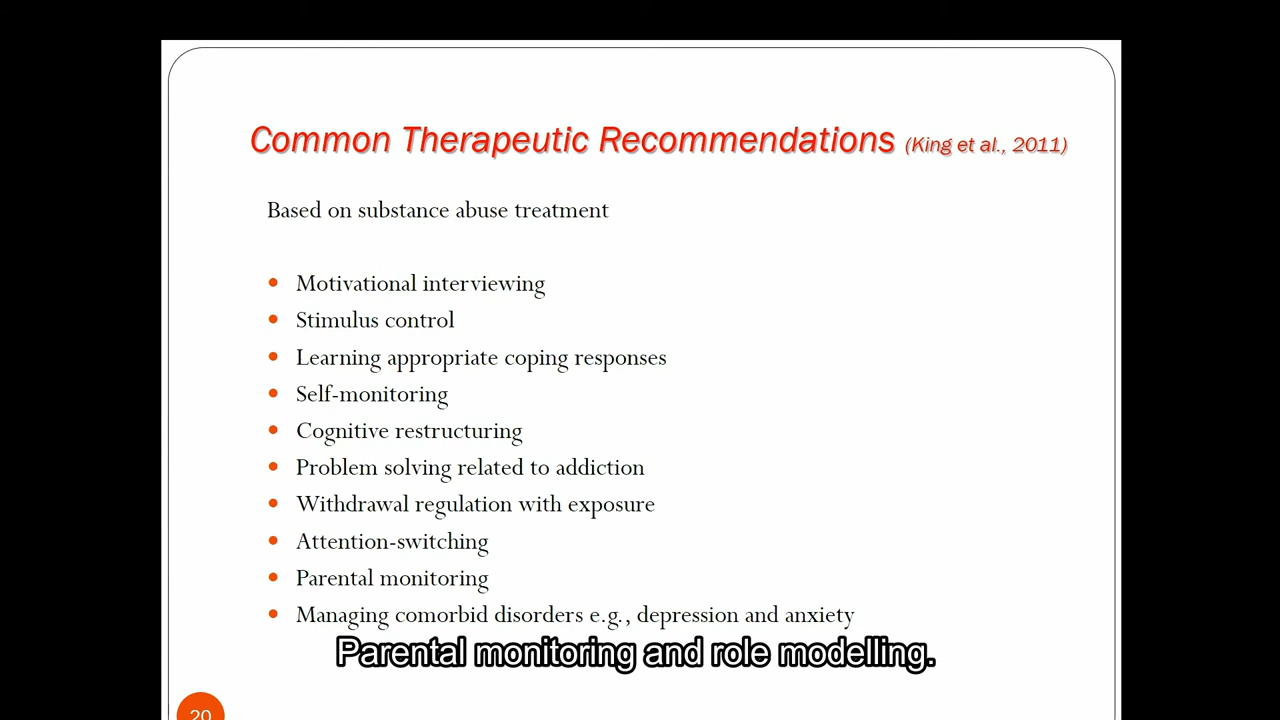 Common Therapeutic Recommendations (King et al., 2011)
Based on substance abuse treatment
Motivational interviewing
Stimulus control
Learning appropriate coping responses
Self-monitoring
Cognitive restructuring
Problem solving related to addiction
Withdrawal regulation with exposure
Attention-switching
Parental monitoring
Managing comorbid disorders e.g., depression and anxiety
Parental monitoring and role modelling.
20